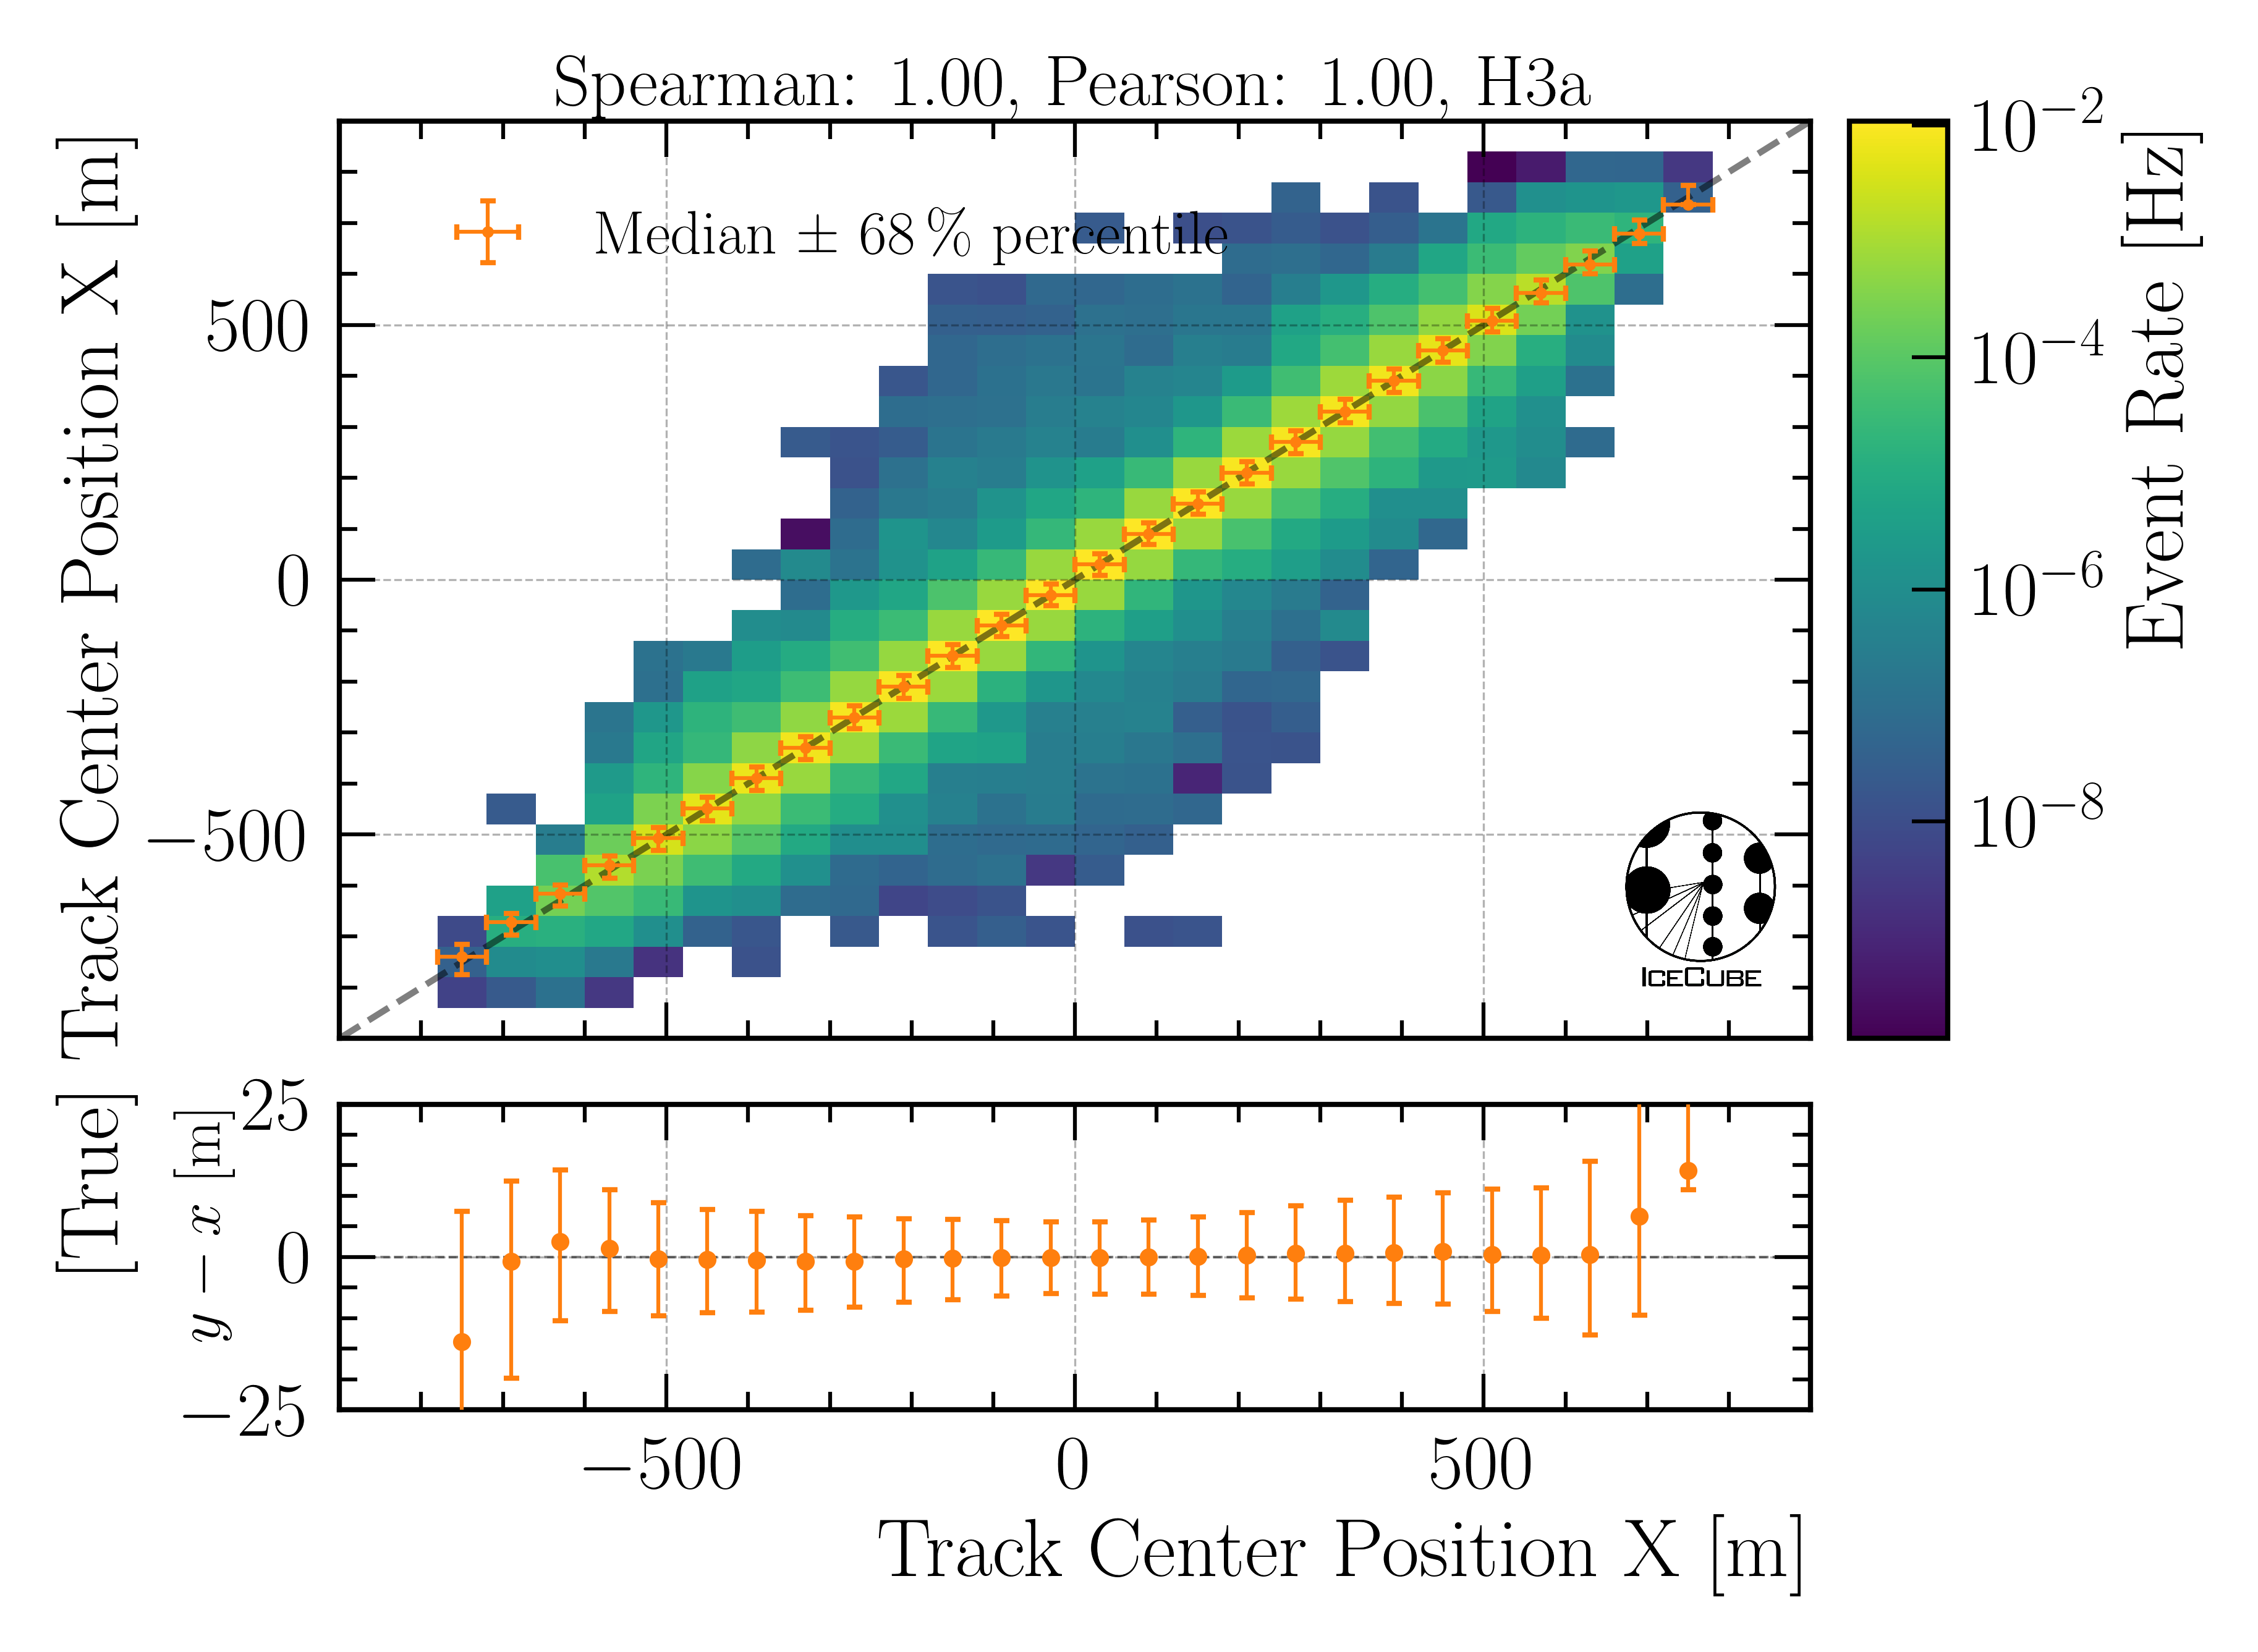 Spearman: 1.00, Pearson: 1.00, H3a
[True] Track Center Position X [m]
500
0
−500
Median ± 68 % percentile
ICECUBE
10−2
10−4
10−6
10−8
Event Rate [Hz]
y − x [m]
25
0
−25
−500
0
500
Track Center Position X [m]